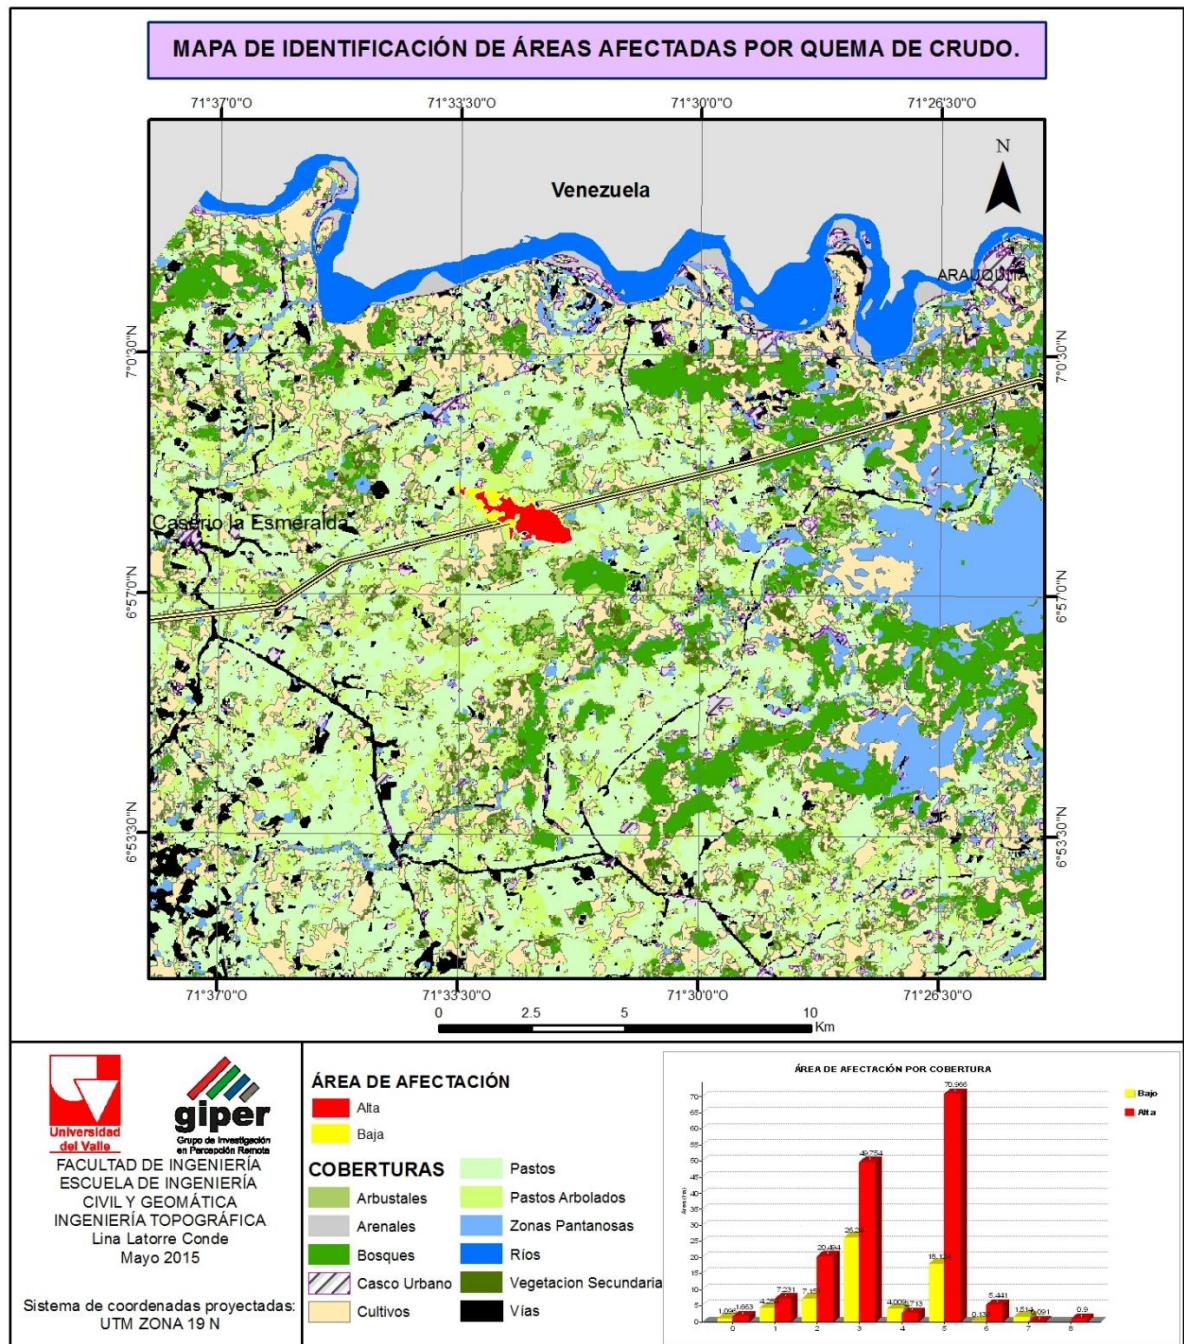 MAPA DE IDENTIFICACIÓN DE ÁREAS AFECTADAS POR QUEMA DE CRUDO.
71°37'0"O 71°33'30"O 71°30'0"O 71°26'30"O
N
Venezuela
ARAUQUITA
7°0'30"N 7°0'30"N
Caserio la Esmeralda
6°57'0"N 6°57'0"N
6°53'30"N 6°53'30"N
71°37'0"O 71°33'30"O 71°30'0"O 71°26'30"O
0 2.5 5 10
Km
Universidad
del Valle
giper
Grupo de Investigación
en Percepción Remota
FACULTAD DE INGENIERÍA
ESCUELA DE INGENIERÍA
CIVIL Y GEOMÁTICA
INGENIERÍA TOPOGRÁFICA
Lina Latorre Conde
Mayo 2015
Sistema de coordenadas proyectadas:
UTM ZONA 19 N
ÁREA DE AFECTACIÓN
Alta
Baja
COBERTURAS
Arbustales
Arenales
Bosques
Casco Urbano
Cultivos
Pastos
Pastos Arbolados
Zonas Pantanosas
Ríos
Vegetacion Secundaria
Vías
ÁREA DE AFECTACIÓN POR COBERTURA
Bajo
Alta
70
65
60
55
50
45
40
35
30
25
20
15
10
5
0
1.663
7.231
20.494
49.754
70.966
5.441
0.9
0 1 2 3 4 5 6 7 8